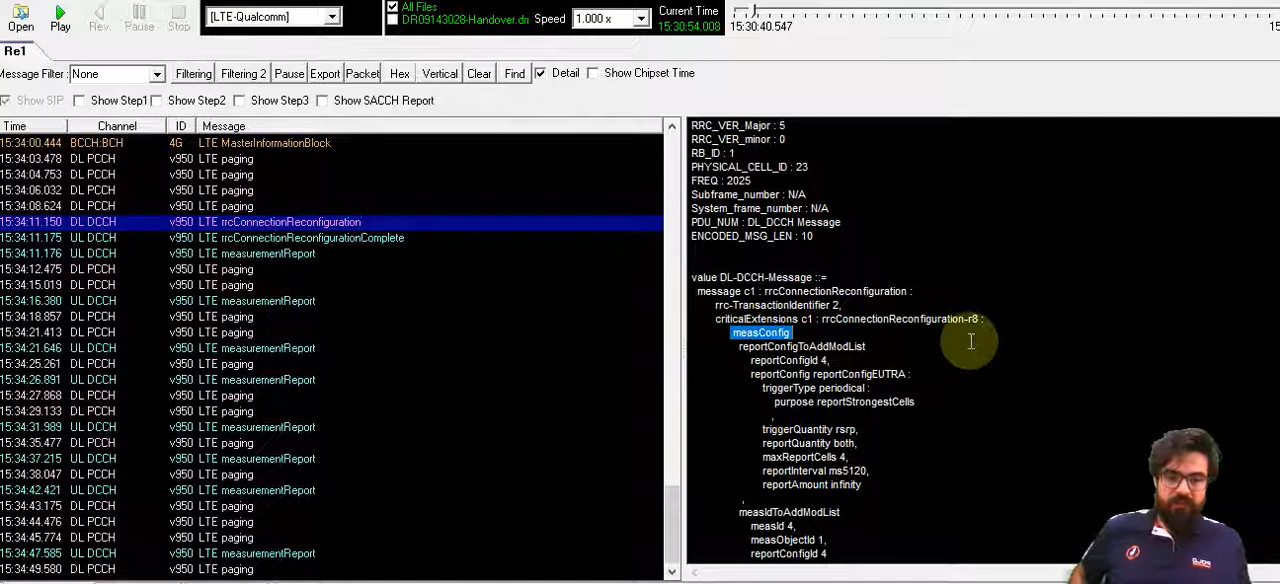 [LTE-Qualcomm]
All Files
DR09143028-Handover.dr
Speed
1.000 x
Current Time
15:30:54.008
15:30:40.547
15
Open
Play
Rev.
Pause
Stop
Re1
Message Filter: None
Filtering
Filtering 2
Pause
Export
Packet
Hex
Vertical
Clear
Find
Detail
Show Chipset Time
Show SIP
Show Step1
Show Step2
Show Step3
Show SACCH Report
Time Channel ID Message
15:34:00.444 BCCH:BCH 4G LTE MasterInformationBlock
15:34:03.478 DL PCCH v950 LTE paging
15:34:04.753 DL PCCH v950 LTE paging
15:34:06.032 DL PCCH v950 LTE paging
15:34:08.624 DL PCCH v950 LTE paging
15:34:11.150 DL DCCH v950 LTE rrcConnectionReconfiguration
15:34:11.175 UL DCCH v950 LTE rrcConnectionReconfigurationComplete
15:34:11.176 UL DCCH v950 LTE measurementReport
15:34:12.475 DL PCCH v950 LTE paging
15:34:15.019 DL PCCH v950 LTE paging
15:34:16.380 UL DCCH v950 LTE measurementReport
15:34:18.903 DL PCCH v950 LTE paging
15:34:21.413 DL PCCH v950 LTE paging
15:34:21.646 UL DCCH v950 LTE measurementReport
15:34:25.261 DL PCCH v950 LTE paging
15:34:26.891 UL DCCH v950 LTE measurementReport
15:34:27.868 DL PCCH v950 LTE paging
15:34:29.133 DL PCCH v950 LTE paging
15:34:31.989 UL DCCH v950 LTE measurementReport
15:34:35.477 DL PCCH v950 LTE paging
15:34:37.215 UL DCCH v950 LTE measurementReport
15:34:38.047 DL PCCH v950 LTE paging
15:34:42.421 UL DCCH v950 LTE measurementReport
15:34:43.175 DL PCCH v950 LTE paging
15:34:44.476 DL PCCH v950 LTE paging
15:34:45.774 DL PCCH v950 LTE paging
15:34:47.585 UL DCCH v950 LTE measurementReport
15:34:49.580 DL PCCH v950 LTE paging
RRC_VER_Major : 5
RRC_VER_minor : 0
RB_ID : 1
PHYSICAL_CELL_ID : 23
FREQ : 2025
Subframe_number : N/A
System_frame_number : N/A
PDU_NUM : DL_DCCH Message
ENCODED_MSG_LEN : 10
value DL-DCCH-Message ::=
message c1 : rrcConnectionReconfiguration :
rrc-TransactionIdentifier 2,
criticalExtensions c1 : rrcConnectionReconfiguration-r8 :
measConfig
reportConfigToAddModList
reportConfigId 4,
reportConfig reportConfigEUTRA :
triggerType periodical :
purpose reportStrongestCells
,
triggerQuantity rsrp,
reportQuantity both,
maxReportCells 4,
reportInterval ms5120,
reportAmount infinity
,
measIdToAddModList
measId 4,
measObjectId 1,
reportConfigId 4